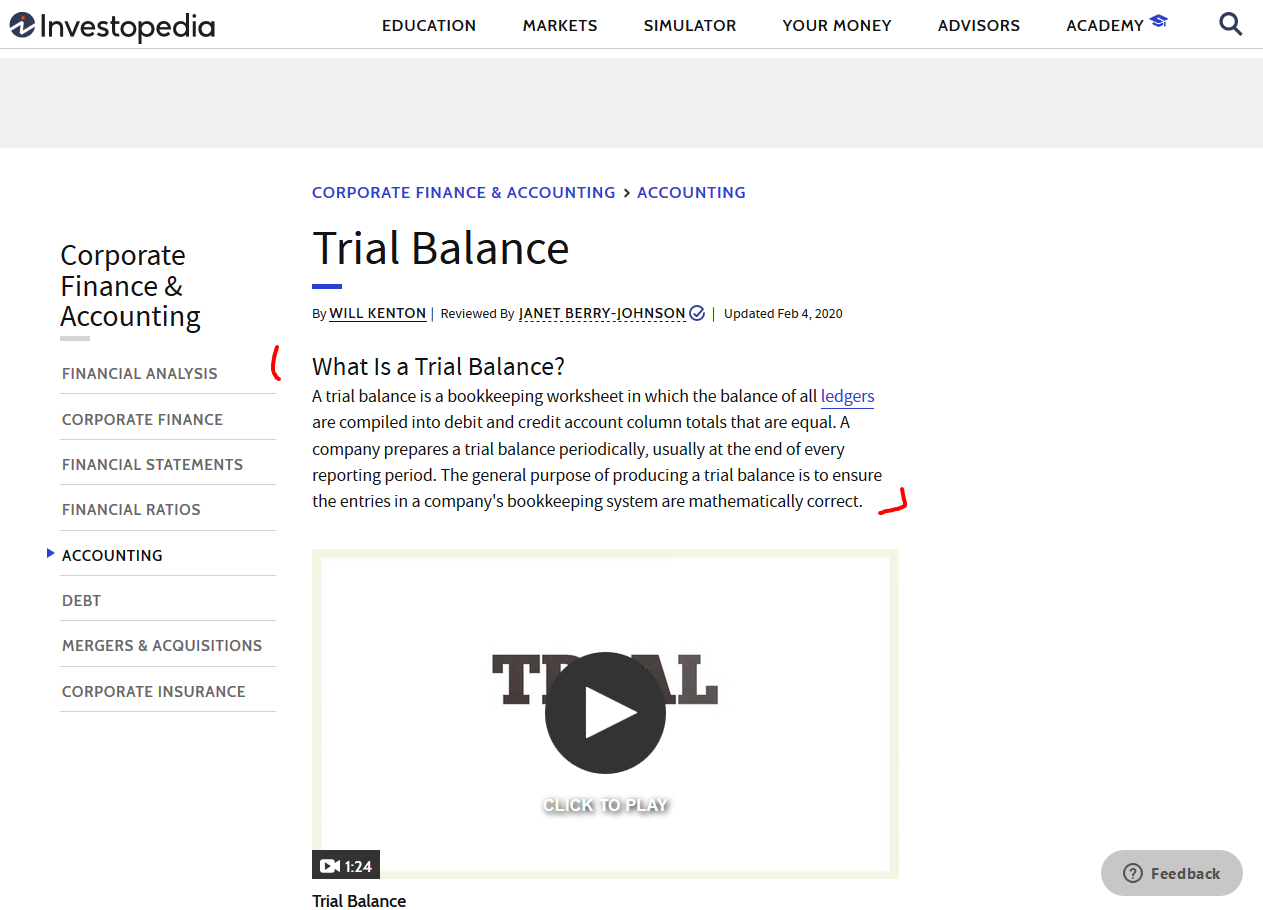 Investopedia
EDUCATION MARKETS SIMULATOR YOUR MONEY ADVISORS ACADEMY
CORPORATE FINANCE & ACCOUNTING > ACCOUNTING
Trial Balance
By WILL KENTON | Reviewed By JANET BERRY-JOHNSON | Updated Feb 4, 2020
Corporate
Finance &
Accounting
FINANCIAL ANALYSIS
CORPORATE FINANCE
FINANCIAL STATEMENTS
FINANCIAL RATIOS
ACCOUNTING
DEBT
MERGERS & ACQUISITIONS
CORPORATE INSURANCE
What Is a Trial Balance?
A trial balance is a bookkeeping worksheet in which the balance of all ledgers
are compiled into debit and credit account column totals that are equal. A
company prepares a trial balance periodically, usually at the end of every
reporting period. The general purpose of producing a trial balance is to ensure
the entries in a company's bookkeeping system are mathematically correct.
TRIAL
CLICK TO PLAY
1:24
Trial Balance
? Feedback